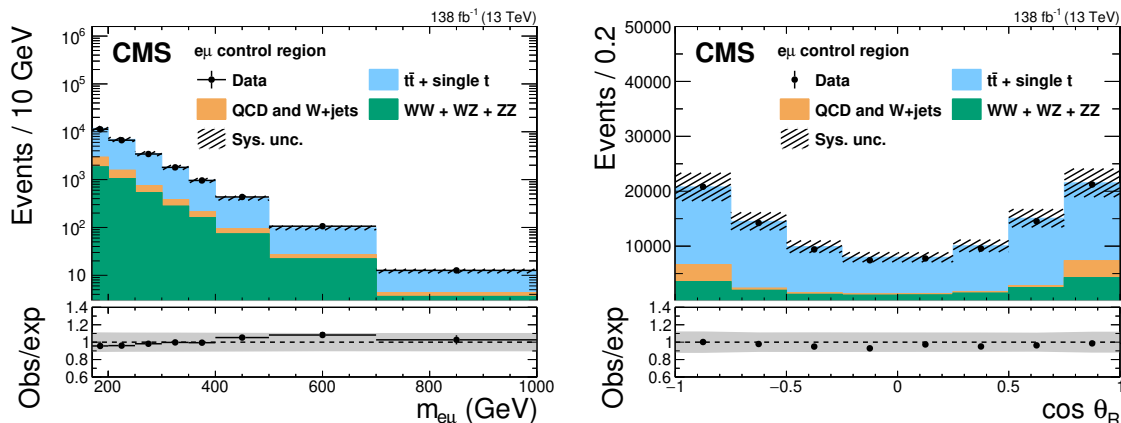 138 fb⁻¹ (13 TeV)
CMS
eμ control region
Data
tt̄ + single t
QCD and W+jets
WW + WZ + ZZ
Sys. unc.
Events / 10 GeV
10⁶
10⁵
10⁴
10³
10²
10
Obs/exp
1.4
1.2
1.0
0.8
0.6
200 400 600 800 1000
m_eμ (GeV)
138 fb⁻¹ (13 TeV)
CMS
eμ control region
Data
tt̄ + single t
QCD and W+jets
WW + WZ + ZZ
Sys. unc.
Events / 0.2
50000
40000
30000
20000
10000
Obs/exp
1.4
1.2
1.0
0.8
0.6
−1 −0.5 0 0.5 1
cos θ_R